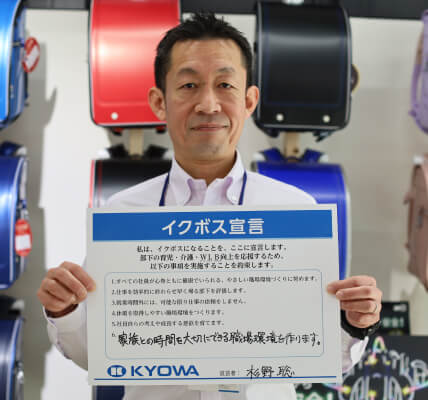 イクボス宣言
私は、イクボスになることを、ここに宣言します。
部下の育児・介護・WLB向上を応援するため、
以下の事項を実施することを約束します。
1.すべての社員が心身ともに健康でいられる、やさしい職場環境づくりに努めます。
2.仕事を効率的に終わらせ早く帰る部下を評価します。
3.就業時間外には、可能な限り仕事の依頼をしません。
4.休暇を取得しやすい職場環境をつくります。
5.社員自らの考えや成長する意欲を育てます。
家族との時間を大切にできる職場環境を作ります。
KYOWA
宣言者: 杉野 聡